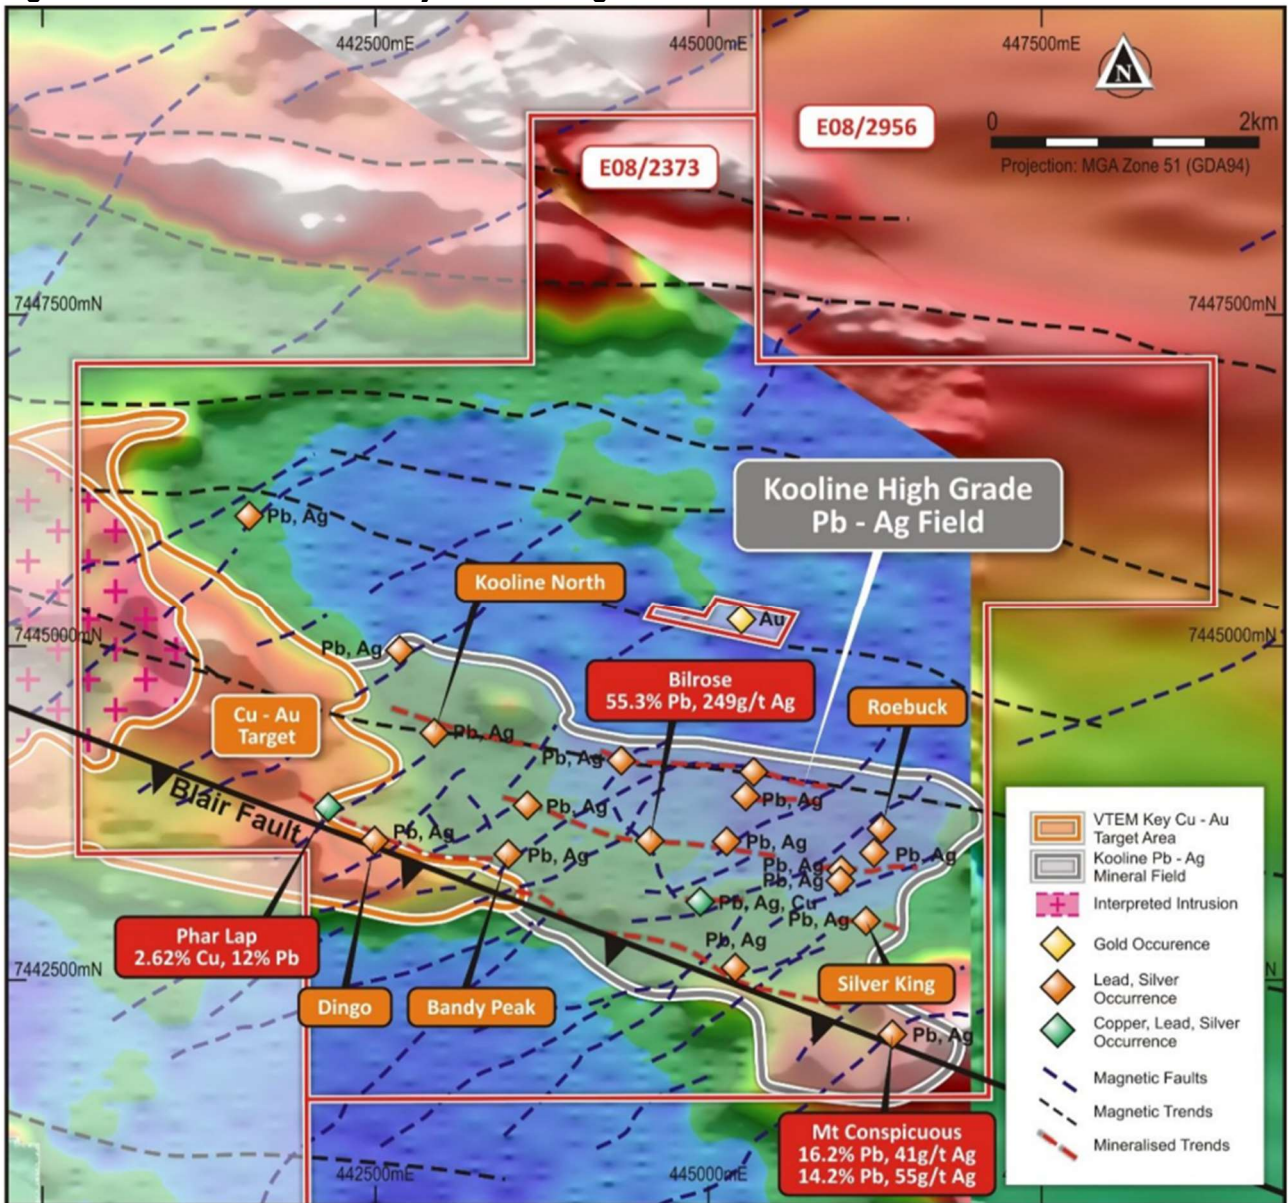 442500mE
445000mE
447500mE
N
E08/2956
0
2km
E08/2373
Projection: MGA Zone 51 (GDA94)
7447500mN
7447500mN
Kooline High Grade
Pb - Ag Field
Pb, Ag
Kooline North
Au
7445000mN
7445000mN
Pb, Ag
Bilrose
55.3% Pb, 249g/t Ag
Roebuck
Cu - Au
Target
Pb, Ag
Pb, Ag
Blair Fault
Pb, Ag
Pb, Ag
Pb, Ag
Pb, Ag
Pb, Ag
Pb, Ag
Pb, Ag
Pb, Ag
Pb, Ag, Cu
Pb, Ag
Pb, Ag
Phar Lap
2.62% Cu, 12% Pb
7442500mN
N
Silver King
Dingo
Bandy Peak
Pb, Ag
VTEM Key Cu - Au
Target Area
Kooline Pb - Ag
Mineral Field
Interpreted Intrusion
Gold Occurence
Lead, Silver
Occurrence
Copper, Lead, Silver
Occurrence
Magnetic Faults
Magnetic Trends
Mineralised Trends
Mt Conspicuous
16.2% Pb, 41g/t Ag
14.2% Pb, 55g/t Ag
442500mE
445000mE